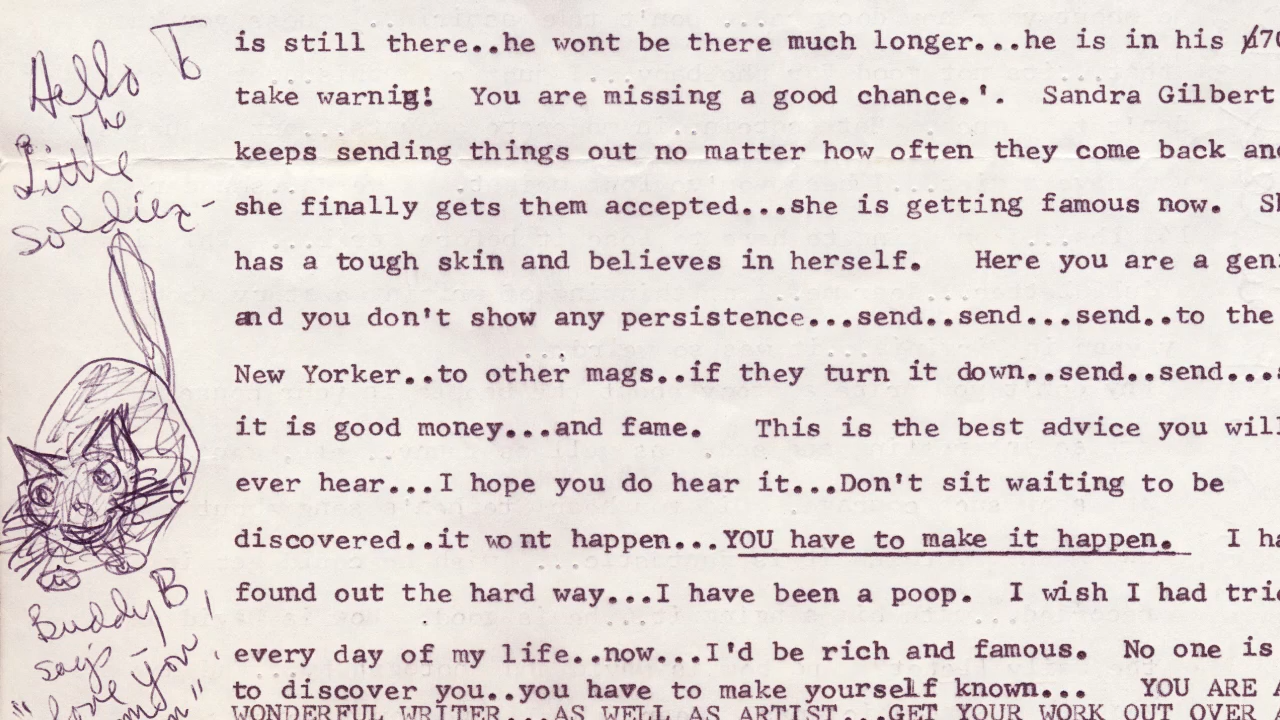 Hello To
The
Little
soldier-
is still there..he wont be there much longer...he is in his
take warnig! You are missing a good chance.'. Sandra Gilbert
keeps sending things out no matter how often they come back and
she finally gets them accepted...she is getting famous now.
has a tough skin and believes in herself. Here you are a
and you don't show any persistence...send..send...send..to the
New Yorker..to other mags..if they turn it down..send..send...
it is good money...and fame. This is the best advice you will
ever hear...I hope you do hear it...Don't sit waiting to be
discovered..it wont happen...YOU have to make it happen. I
found out the hard way...I have been a poop. I wish I had
every day of my life..now...I'd be rich and famous. No one is
to discover you..you have to make yourself known... YOU ARE A
WONDERFUL WRITER...AS WELL AS ARTIST...GET YOUR WORK OUT OVER
Buddy B,
says
"love you